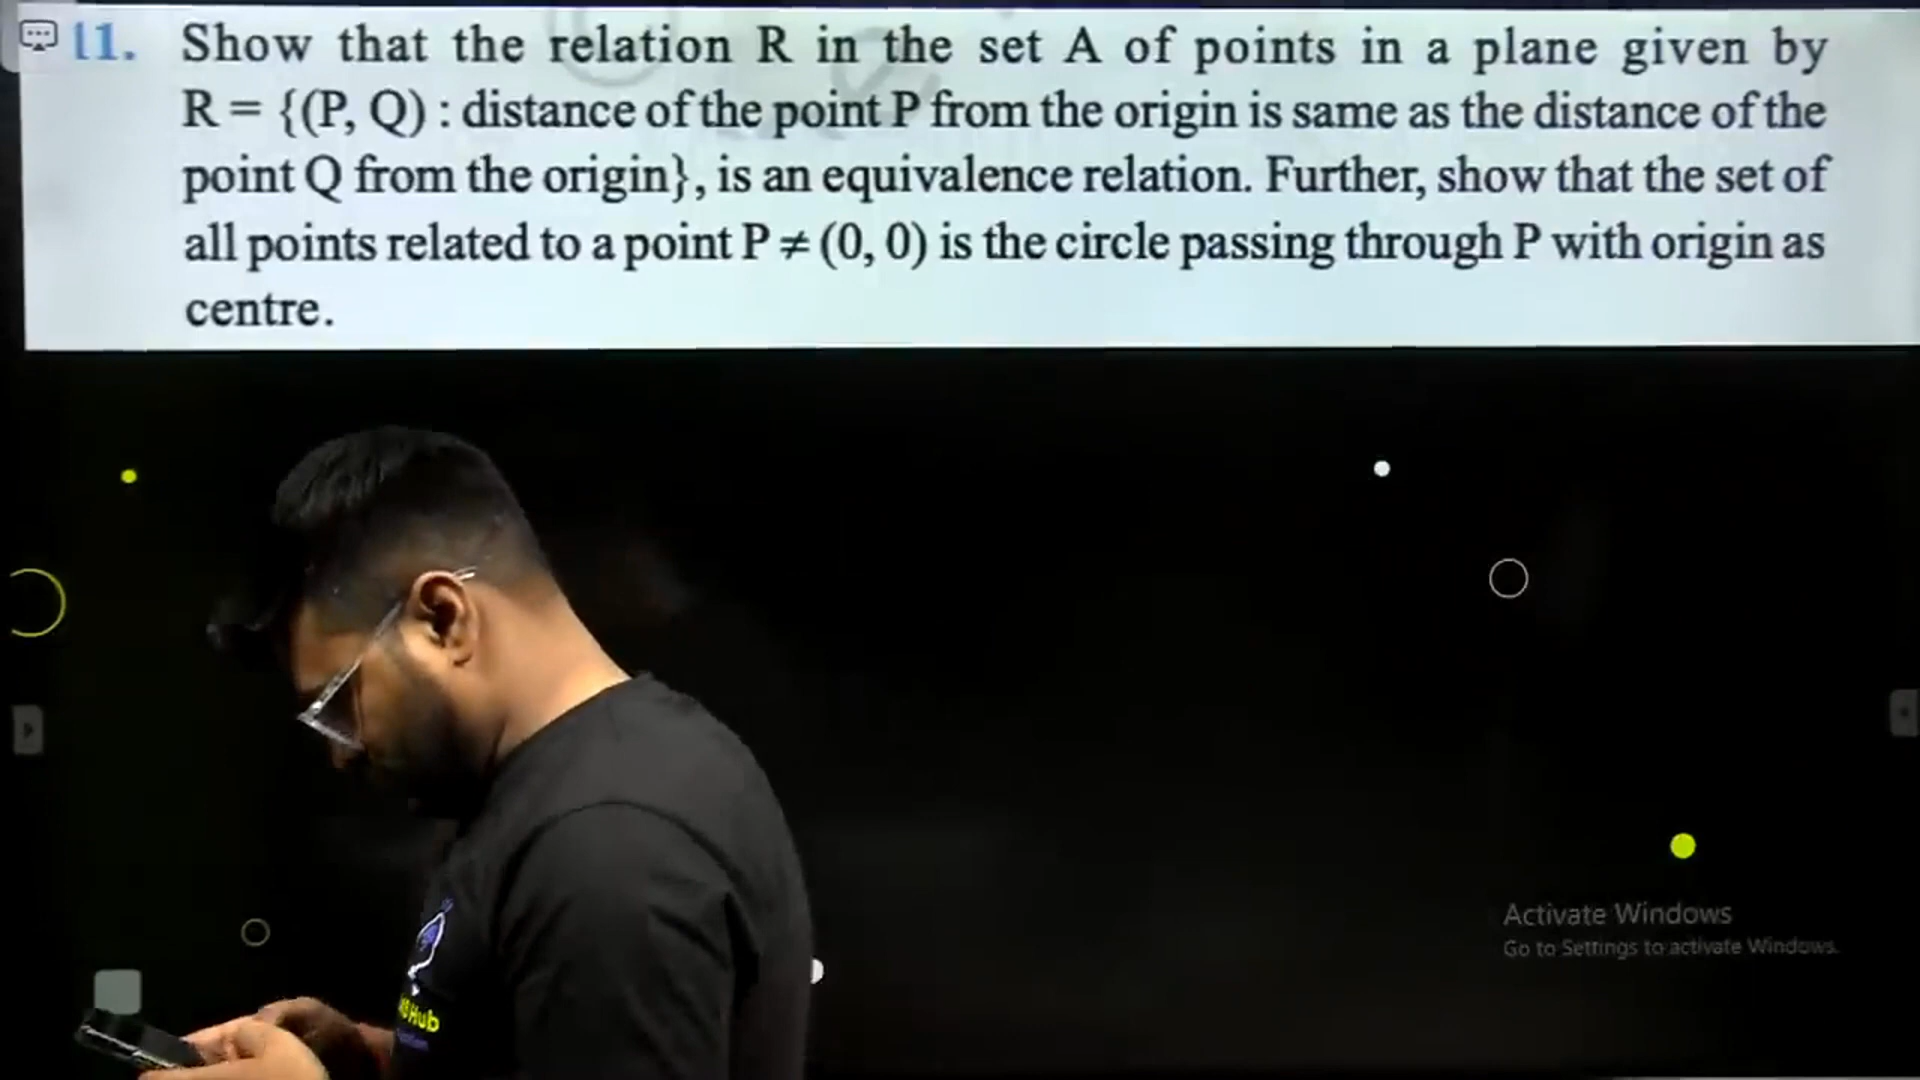 11. Show that the relation R in the set A of points in a plane given by
R = {(P, Q) : distance of the point P from the origin is same as the distance of the
point Q from the origin}, is an equivalence relation. Further, show that the set of
all points related to a point P ≠ (0, 0) is the circle passing through P with origin as
centre.
Activate Windows
Go to Settings to activate Windows.
Hub